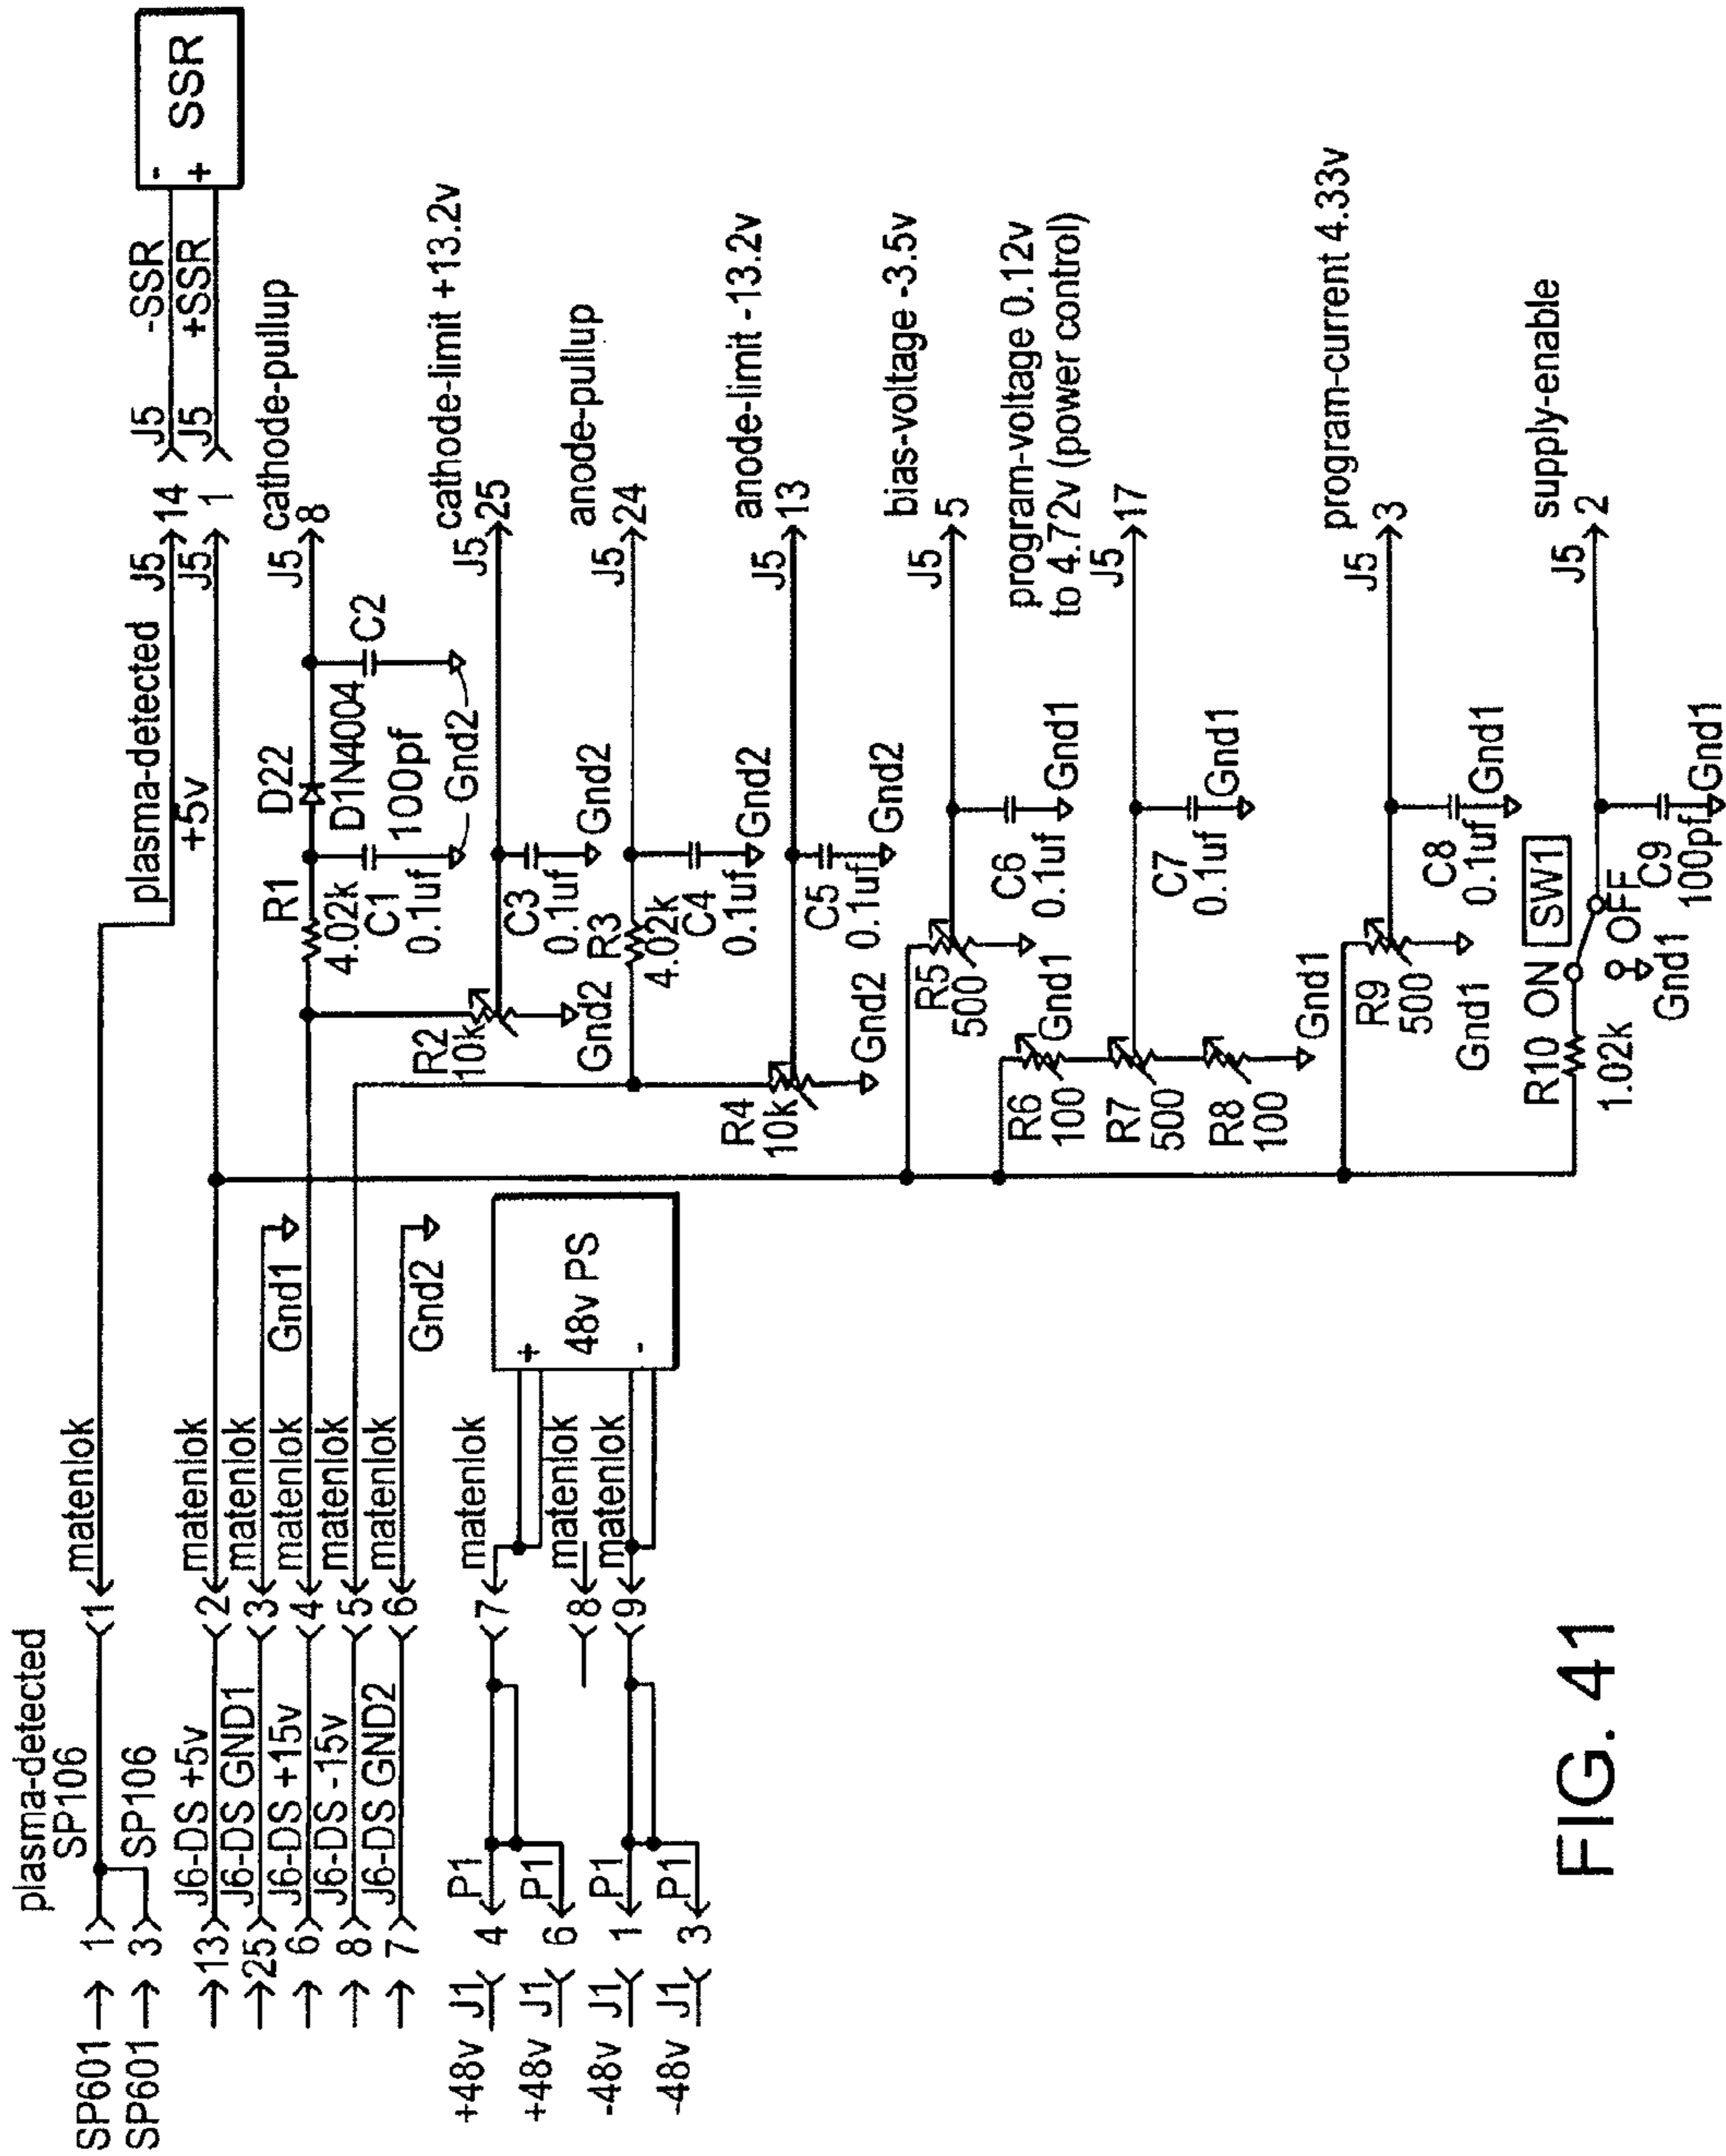 plasma-detected
SP106
SP601 1 1 matenlok
SP601 3 SP106
plasma-detected J5 14 J5 -SSR
+5v J5 1 J5 +SSR
- + SSR
13 J6-DS +5v 2 matenlok
25 J6-DS GND1 3 matenlok
Gnd1
6 J6-DS +15v 4 matenlok
8 J6-DS -15v 5 matenlok
7 J6-DS GND2 6 matenlok
Gnd2
+48v J1 4 P1 7 matenlok
+48v J1 6 P1
8 matenlok
-48v J1 1 P1 9 matenlok
-48v J1 3 P1
+ 48v PS -
R1
4.02k
C1
0.1uf
D22
D1N4004
100pf
C2
Gnd2
J5 8
cathode-pullup
R2
10k
Gnd2
C3
0.1uf
Gnd2
J5 25
cathode-limit +13.2v
R3
4.02k
C4
0.1uf
Gnd2
J5 24
anode-pullup
R4
10k
Gnd2
C5
0.1uf
Gnd2
J5 13
anode-limit -13.2v
R5
500
Gnd1
C6
0.1uf
Gnd1
J5 5
bias-voltage -3.5v
R6
100
R7
500
R8
100
Gnd1
C7
0.1uf
Gnd1
J5 17
program-voltage 0.12v
to 4.72v (power control)
R9
500
Gnd1
C8
0.1uf
Gnd1
J5 3
program-current 4.33v
R10 ON SW1
1.02k
OFF
Gnd1
C9
100pf
Gnd1
J5 2
supply-enable
FIG. 41